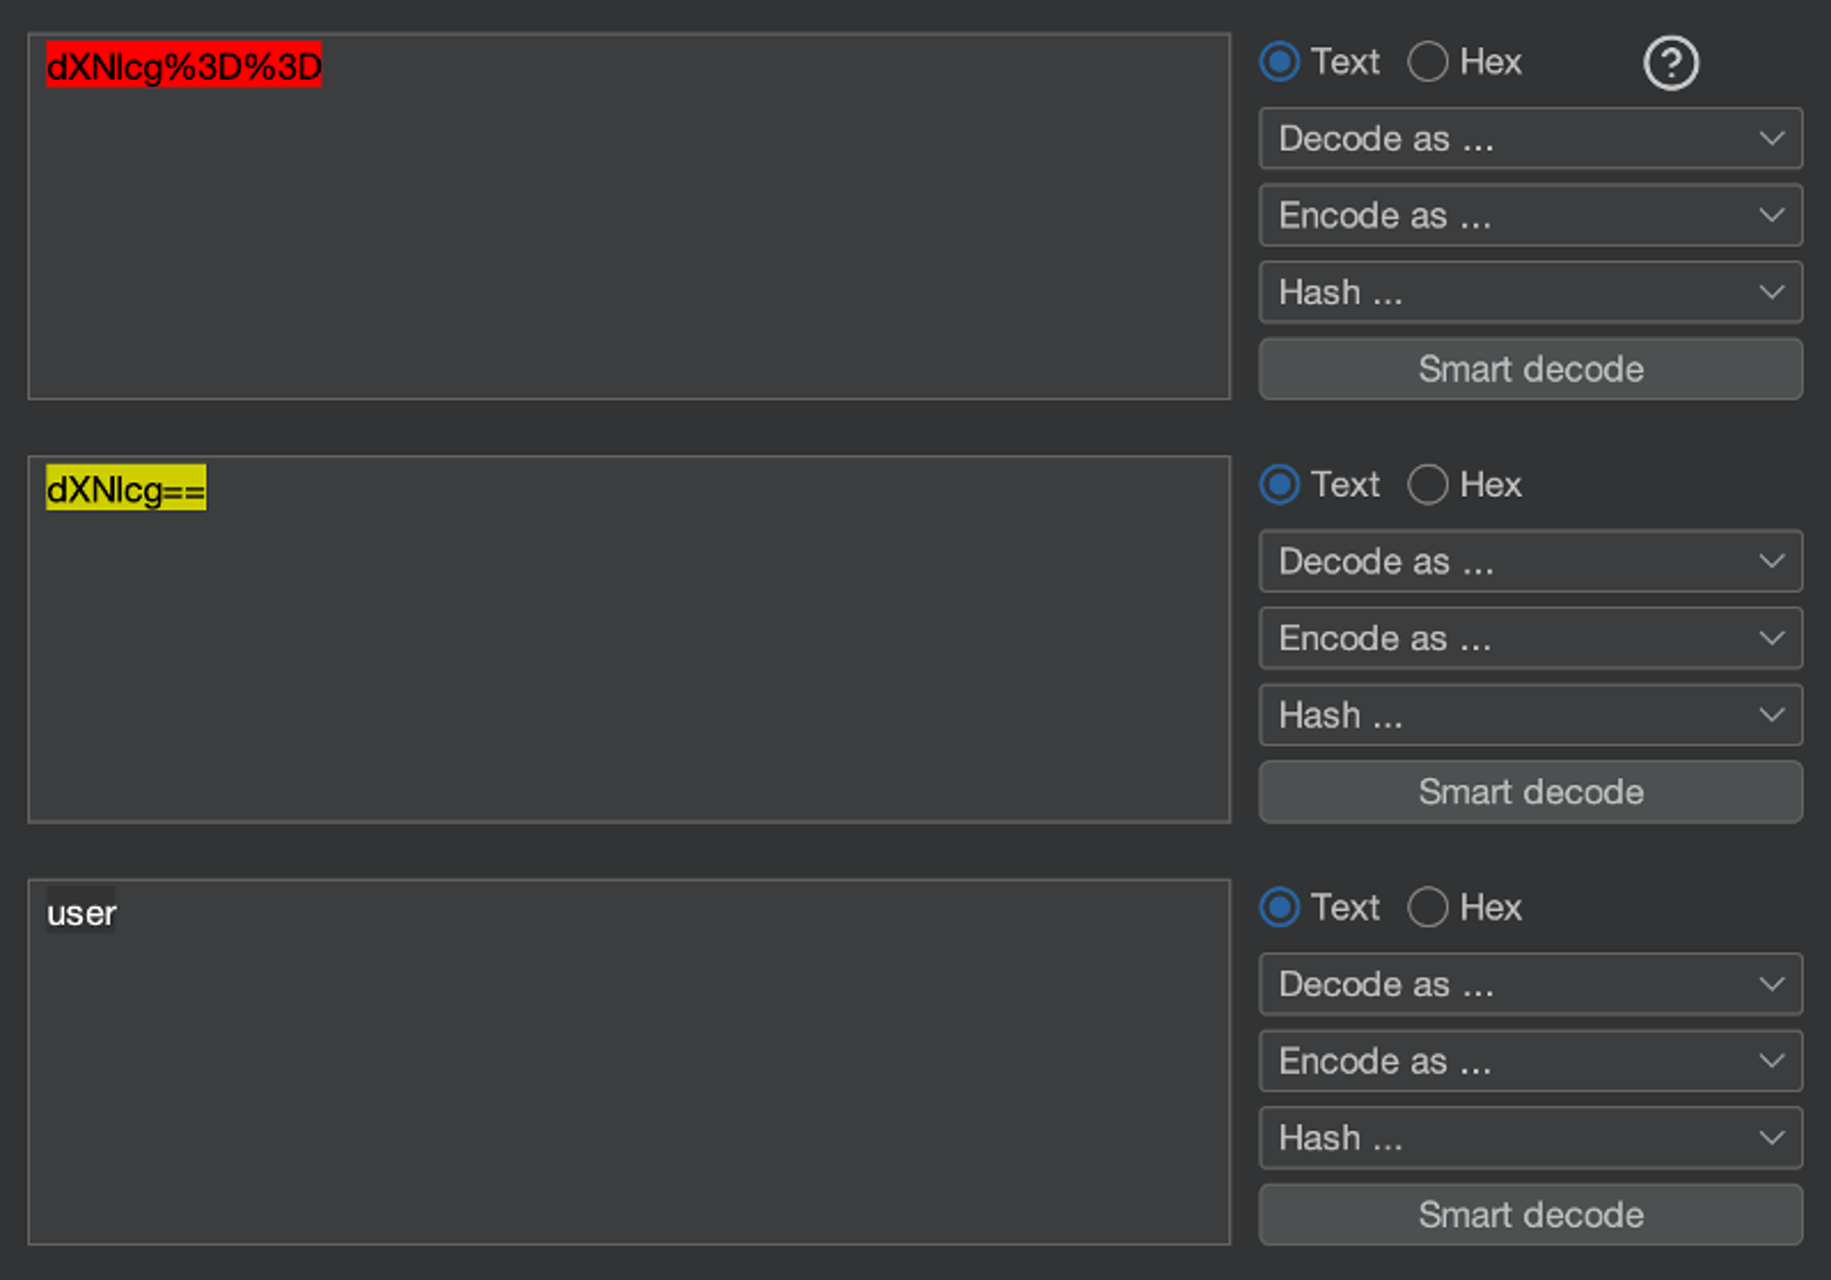 dXNlcg%3D%3D
Text Hex ?
Decode as ...
Encode as ...
Hash ...
Smart decode
dXNlcg==
Text Hex
Decode as ...
Encode as ...
Hash ...
Smart decode
user
Text Hex
Decode as ...
Encode as ...
Hash ...
Smart decode